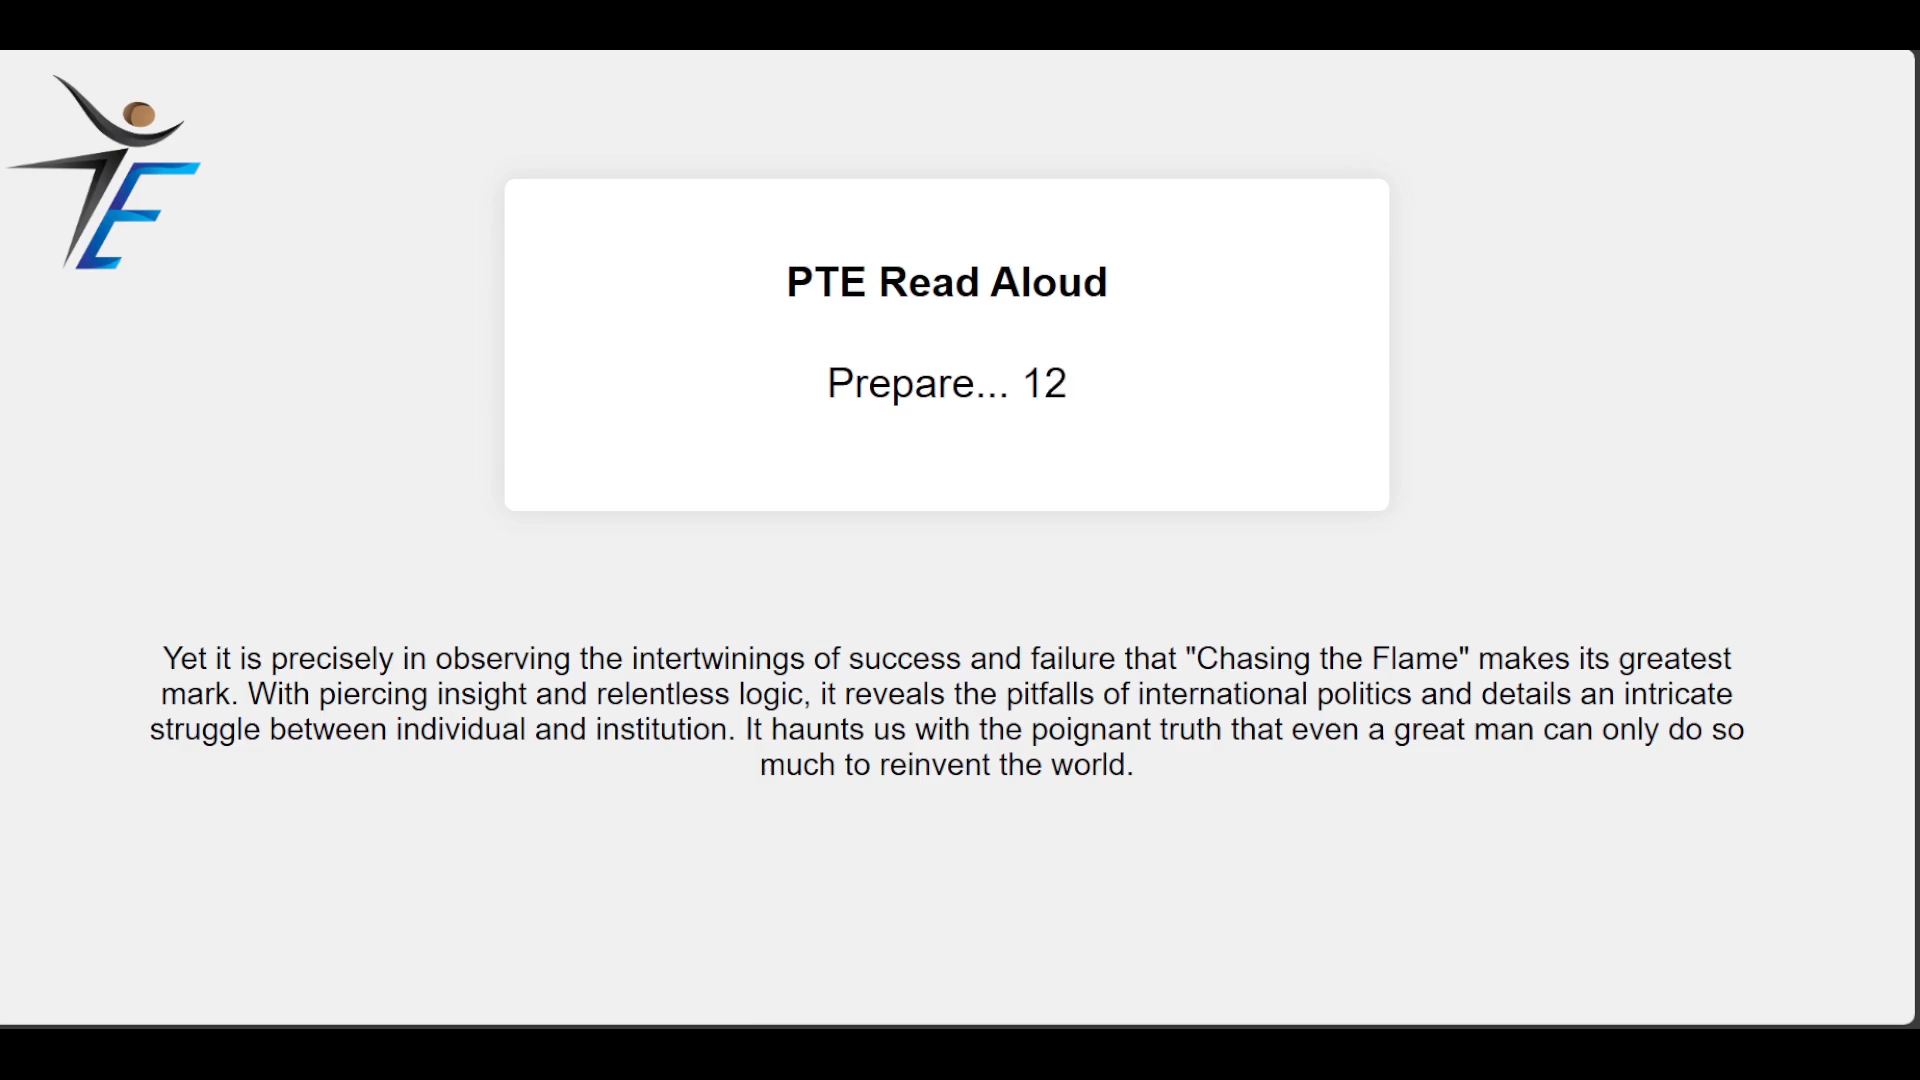 PTE Read Aloud
Prepare... 12
Yet it is precisely in observing the intertwinings of success and failure that "Chasing the Flame" makes its greatest
mark. With piercing insight and relentless logic, it reveals the pitfalls of international politics and details an intricate
struggle between individual and institution. It haunts us with the poignant truth that even a great man can only do so
much to reinvent the world.